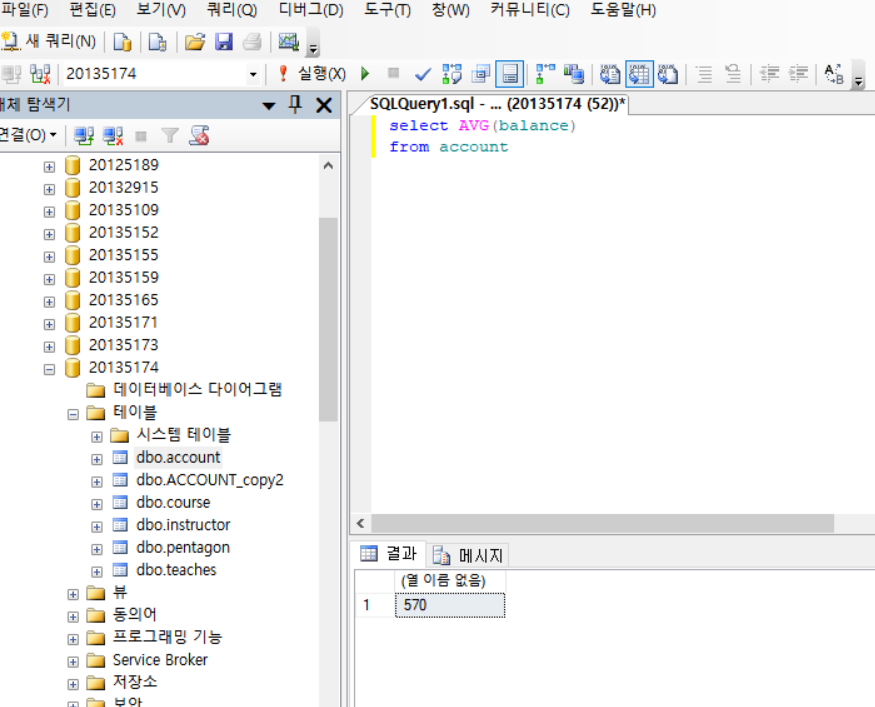 파일(F) 편집(E) 보기(V) 쿼리(Q) 디버그(D) 도구(T) 창(W) 커뮤니티(C) 도움말(H)
새 쿼리(N)
20135174 실행(X)
체 탐색기
연결(O)
20125189
20132915
20135109
20135152
20135155
20135159
20135165
20135171
20135173
20135174
데이터베이스 다이어그램
테이블
시스템 테이블
dbo.account
dbo.ACCOUNT_copy2
dbo.course
dbo.instructor
dbo.pentagon
dbo.teaches
뷰
동의어
프로그래밍 기능
Service Broker
저장소
보안
SQLQuery1.sql - ... (20135174 (52))*
select AVG(balance)
from account
결과 메시지
(열 이름 없음)
1 570